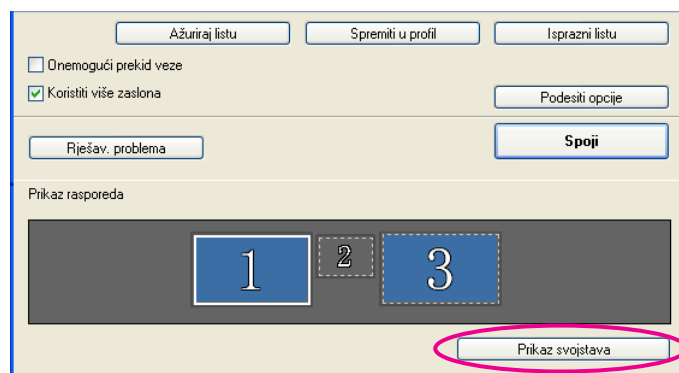 Ažuriraj listu Spremiti u profil Isprazni listu
Onemogući prekid veze
Koristiti više zaslona
Podesiti opcije
Rješav. problema
Spoji
Prikaz rasporeda
1 2 3
Prikaz svojstava